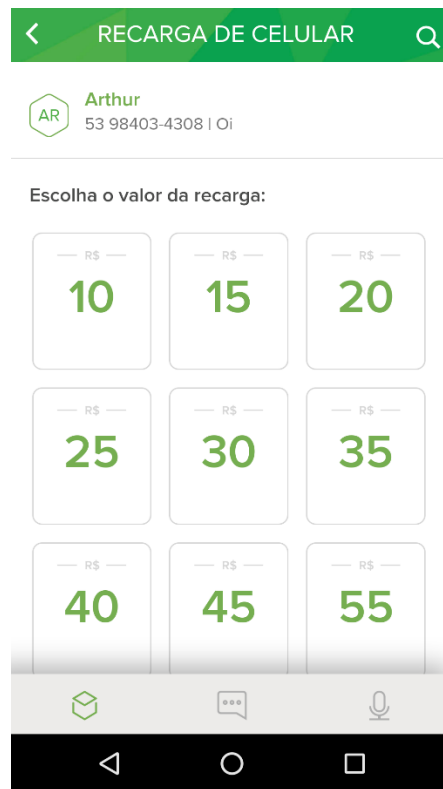 RECARGA DE CELULAR
AR
Arthur
53 98403-4308 | Oi
Escolha o valor da recarga:
R$ R$ R$
10 15 20
R$ R$ R$
25 30 35
R$ R$ R$
40 45 55